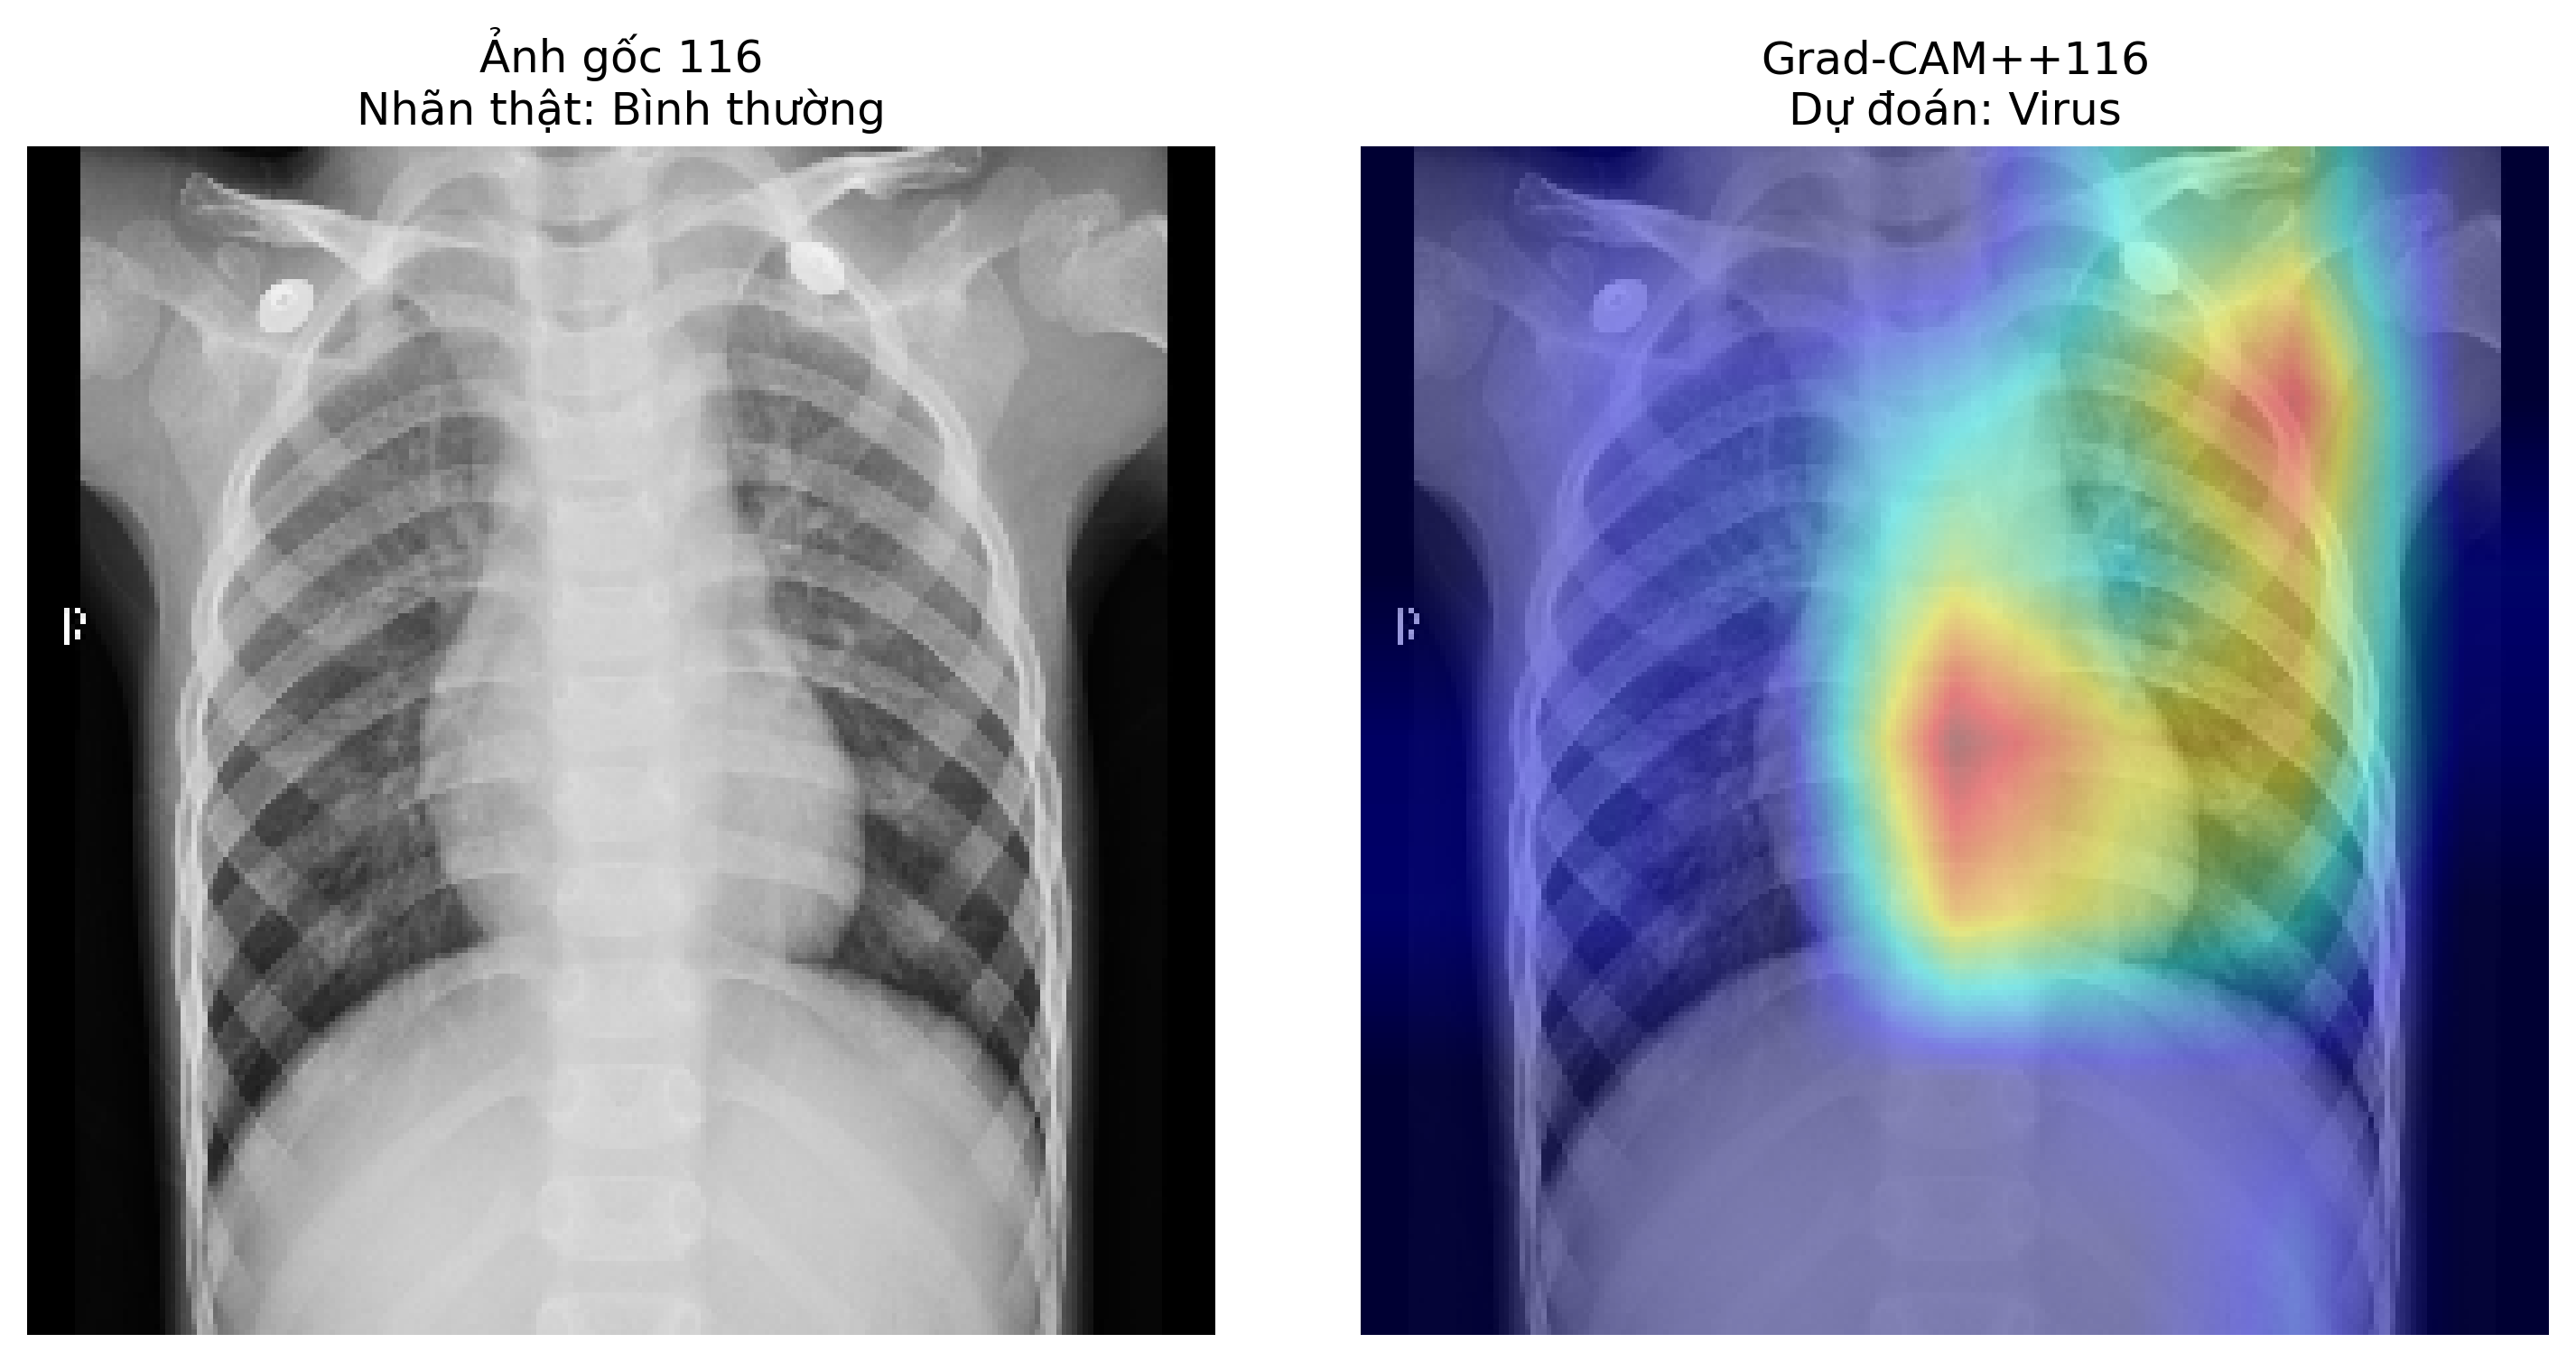 Ảnh gốc 116
Nhãn thật: Bình thường
Grad-CAM++116
Dự đoán: Virus